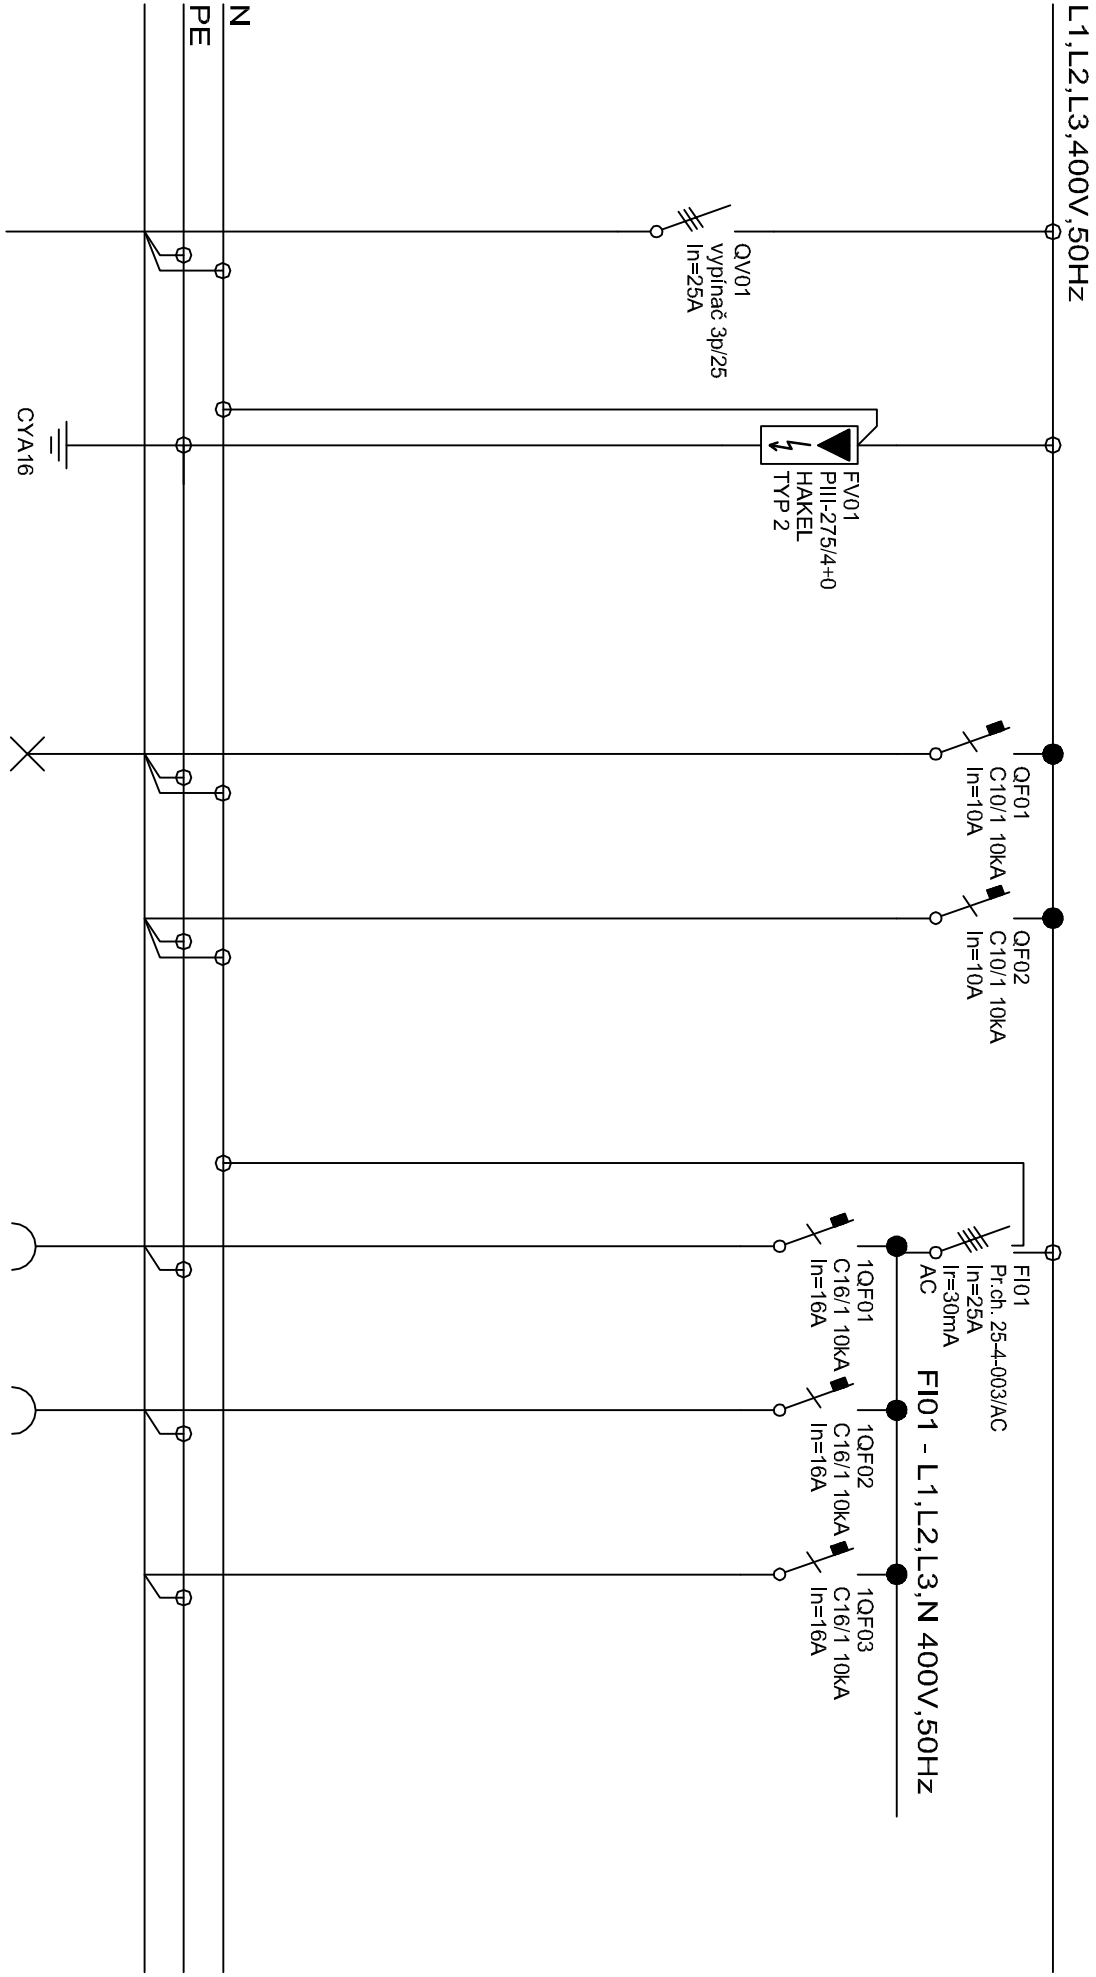 L1,L2,L3,400V,50Hz
N
PE
QV01
vypínač 3p/25
In=25A
FV01
PIII-275/4+0
HAKEL
TYP 2
CYA16
QF01
C10/1 10kA
In=10A
QF02
C10/1 10kA
In=10A
FI01
Pr.ch. 25-4-003/AC
In=25A
Ir=30mA
AC
FI01 - L1,L2,L3,N 400V,50Hz
1QF01
C16/1 10kA
In=16A
1QF02
C16/1 10kA
In=16A
1QF03
C16/1 10kA
In=16A